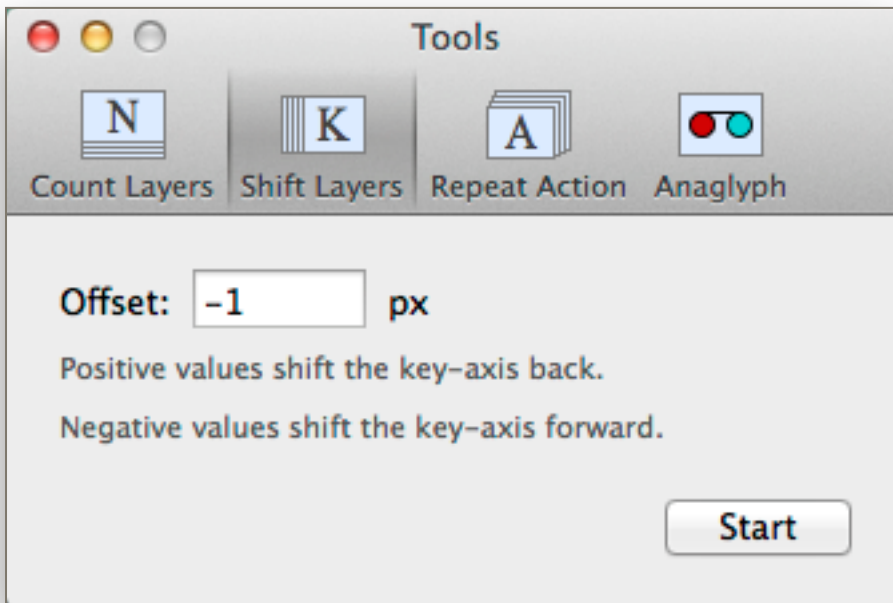 Tools
N
K
A
Count Layers Shift Layers Repeat Action Anaglyph
Offset: -1 px
Positive values shift the key-axis back.
Negative values shift the key-axis forward.
Start